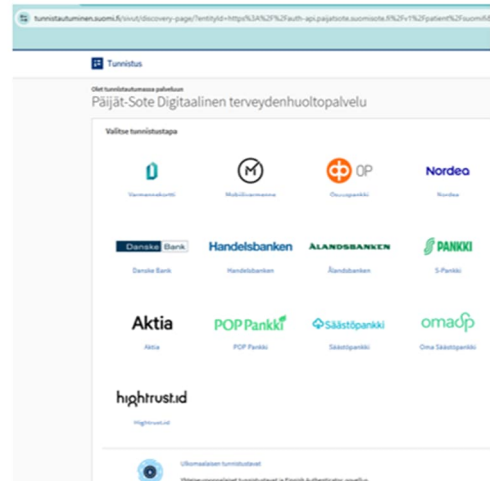 tunnistautuminen.suomi.fi/sivut/discovery-page/?entityId=https%3A%2F%2Fauth-api.paijatsote.suomisote.fi%2Fv1%2Fpatient%2Fsuomifi
Tunnistus
Olet tunnistautumassa palveluun
Päijät-Sote Digitaalinen terveydenhuoltopalvelu
Valitse tunnistustapa
OP Nordea
Varmennekortti Mobiilivarmenne Osuuspankki Nordea
Danske Bank Handelsbanken ÅLANDSBANKEN S PANKKI
Danske Bank Handelsbanken Ålandsbanken S-Pankki
Aktia POP Pankki Säästöpankki omasp
Aktia POP Pankki Säästöpankki Oma Säästöpankki
hightrust.id
Hightrust.id
Ulkomaalaisen tunnistustavat